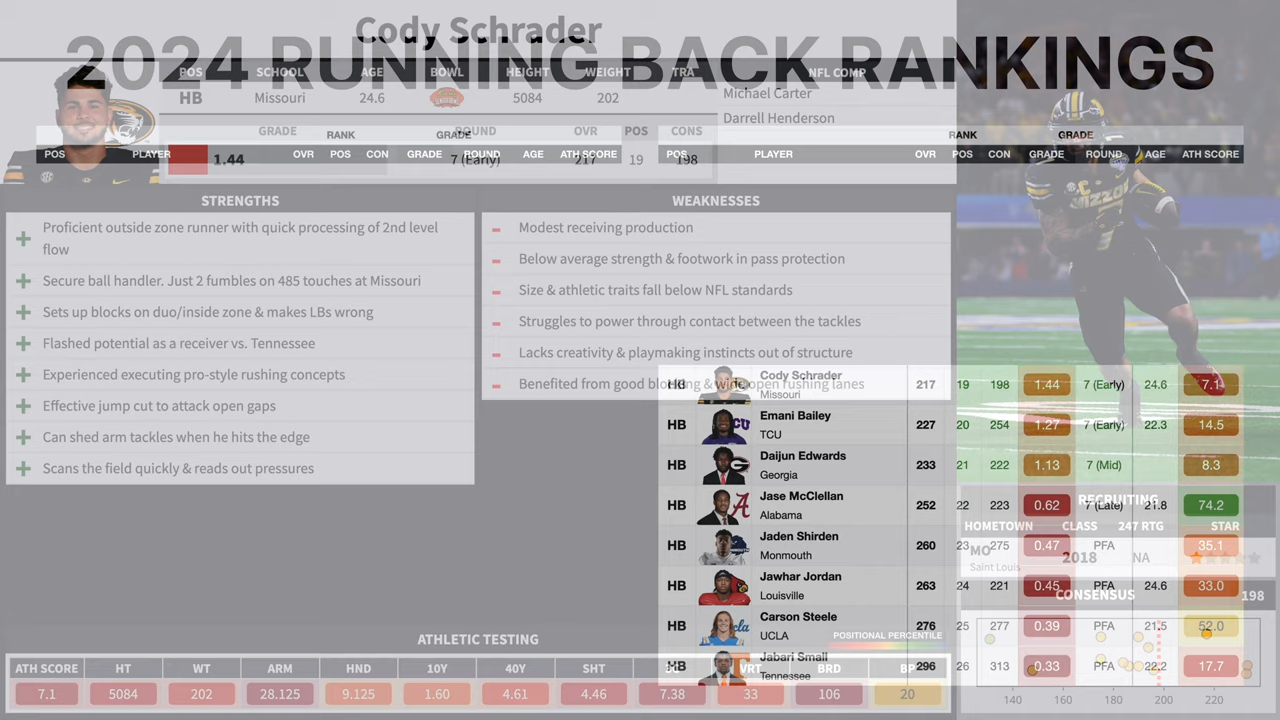 Cody Schrader
2024 RUNNING BACK RANKINGS
POS SCHOOL AGE BOWL HEIGHT WEIGHT TRA NFL COMP
HB Missouri 24.6 5084 202
Michael Carter
Darrell Henderson
GRADE ROUND OVR POS CONS
1.44 7 (Early) 217 19 198
RANK GRADE RANK GRADE
POS PLAYER OVR POS CON GRADE ROUND AGE ATH SCORE POS PLAYER OVR POS CON GRADE ROUND AGE ATH SCORE
STRENGTHS
Proficient outside zone runner with quick processing of 2nd level
flow
Secure ball handler. Just 2 fumbles on 485 touches at Missouri
Sets up blocks on duo/inside zone & makes LBs wrong
Flashed potential as a receiver vs. Tennessee
Experienced executing pro-style rushing concepts
Effective jump cut to attack open gaps
Can shed arm tackles when he hits the edge
Scans the field quickly & reads out pressures
WEAKNESSES
Modest receiving production
Below average strength & footwork in pass protection
Size & athletic traits fall below NFL standards
Struggles to power through contact between the tackles
Lacks creativity & playmaking instincts out of structure
Benefited from good blocking & wide open rushing lanes
HB Cody Schrader 217 19 198 1.44 7 (Early) 24.6 7.1
Missouri
HB Emani Bailey 227 20 254 1.27 7 (Early) 22.3 14.5
TCU
HB Daijun Edwards 233 21 222 1.13 7 (Mid) 8.3
Georgia
HB Jase McClellan 252 22 223 0.62 7 (Late) 21.8 74.2
Alabama
HB Jaden Shirden 260 23 275 0.47 PFA 35.1
Monmouth
HB Jawhar Jordan 263 24 221 0.45 PFA 24.6 33.0
Louisville
HB Carson Steele 276 25 277 0.39 PFA 21.5 52.0
UCLA
HB Jabari Small 296 26 313 0.33 PFA 22.2 17.7
Tennessee
RECRUITING
HOMETOWN CLASS 247 RTG STAR
MO 2018 NA
Saint Louis
CONSENSUS 198
140 160 180 200 220
ATHLETIC TESTING
POSITIONAL PERCENTILE
ATH SCORE HT WT ARM HND 10Y 40Y SHT VRT BRD BP
7.1 5084 202 28.125 9.125 1.60 4.61 4.46 7.38 33 106 20